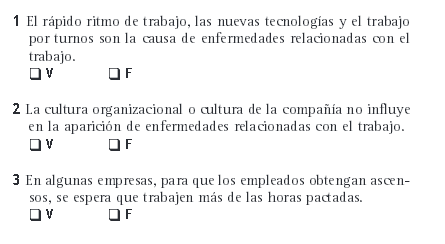 1 El rápido ritmo de trabajo, las nuevas tecnologías y el trabajo
por turnos son la causa de enfermedades relacionadas con el
trabajo.
❏ V ❏ F
2 La cultura organizacional o cultura de la compañía no influye
en la aparición de enfermedades relacionadas con el trabajo.
❏ V ❏ F
3 En algunas empresas, para que los empleados obtengan ascen-
sos, se espera que trabajen más de las horas pactadas.
❏ V ❏ F